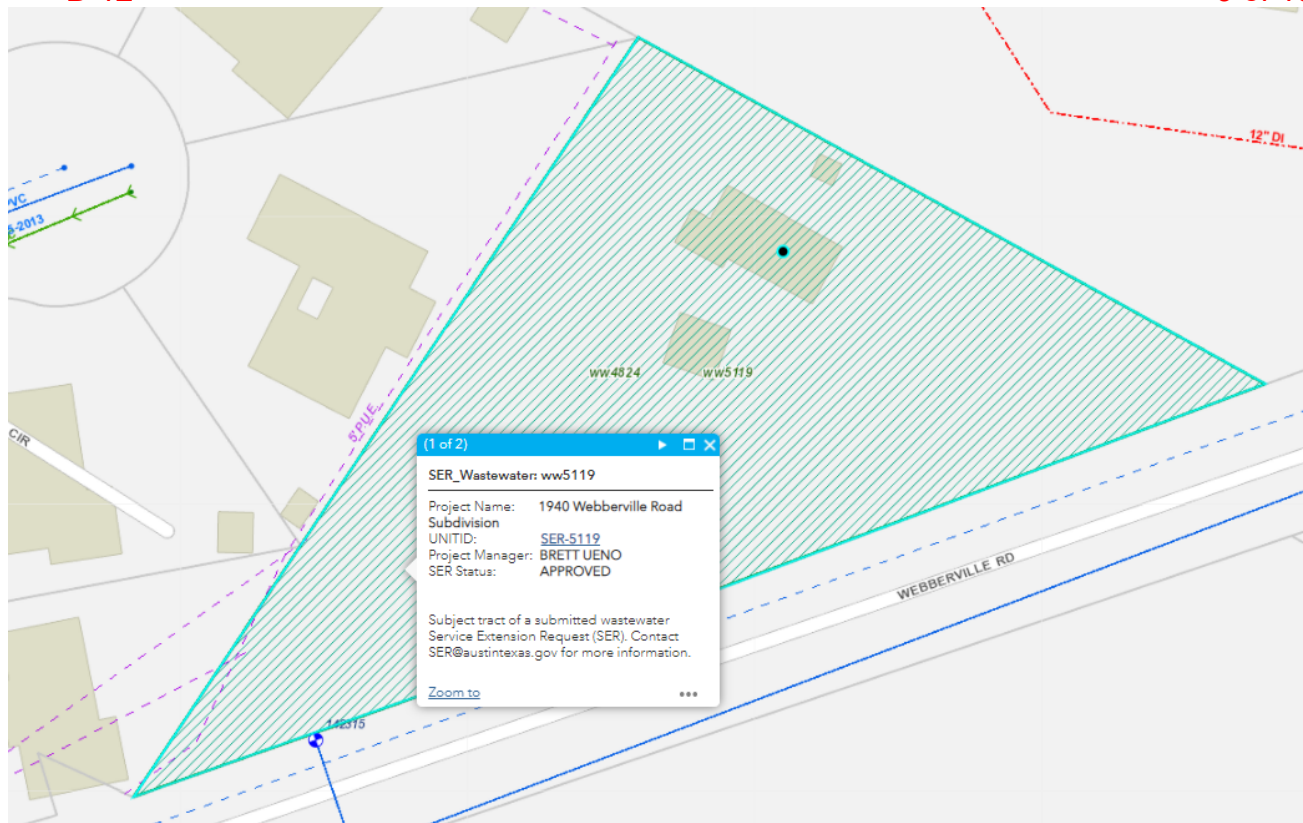 12" DI
VC
5-2013
ww4824 ww5119
5' P.U.E.
CIR
(1 of 2)
SER_Wastewater: ww5119
Project Name: 1940 Webberville Road
Subdivision
UNITID: SER-5119
Project Manager: BRETT UENO
SER Status: APPROVED
Subject tract of a submitted wastewater
Service Extension Request (SER). Contact
SER@austintexas.gov for more information.
Zoom to
WEBBERVILLE RD
142315